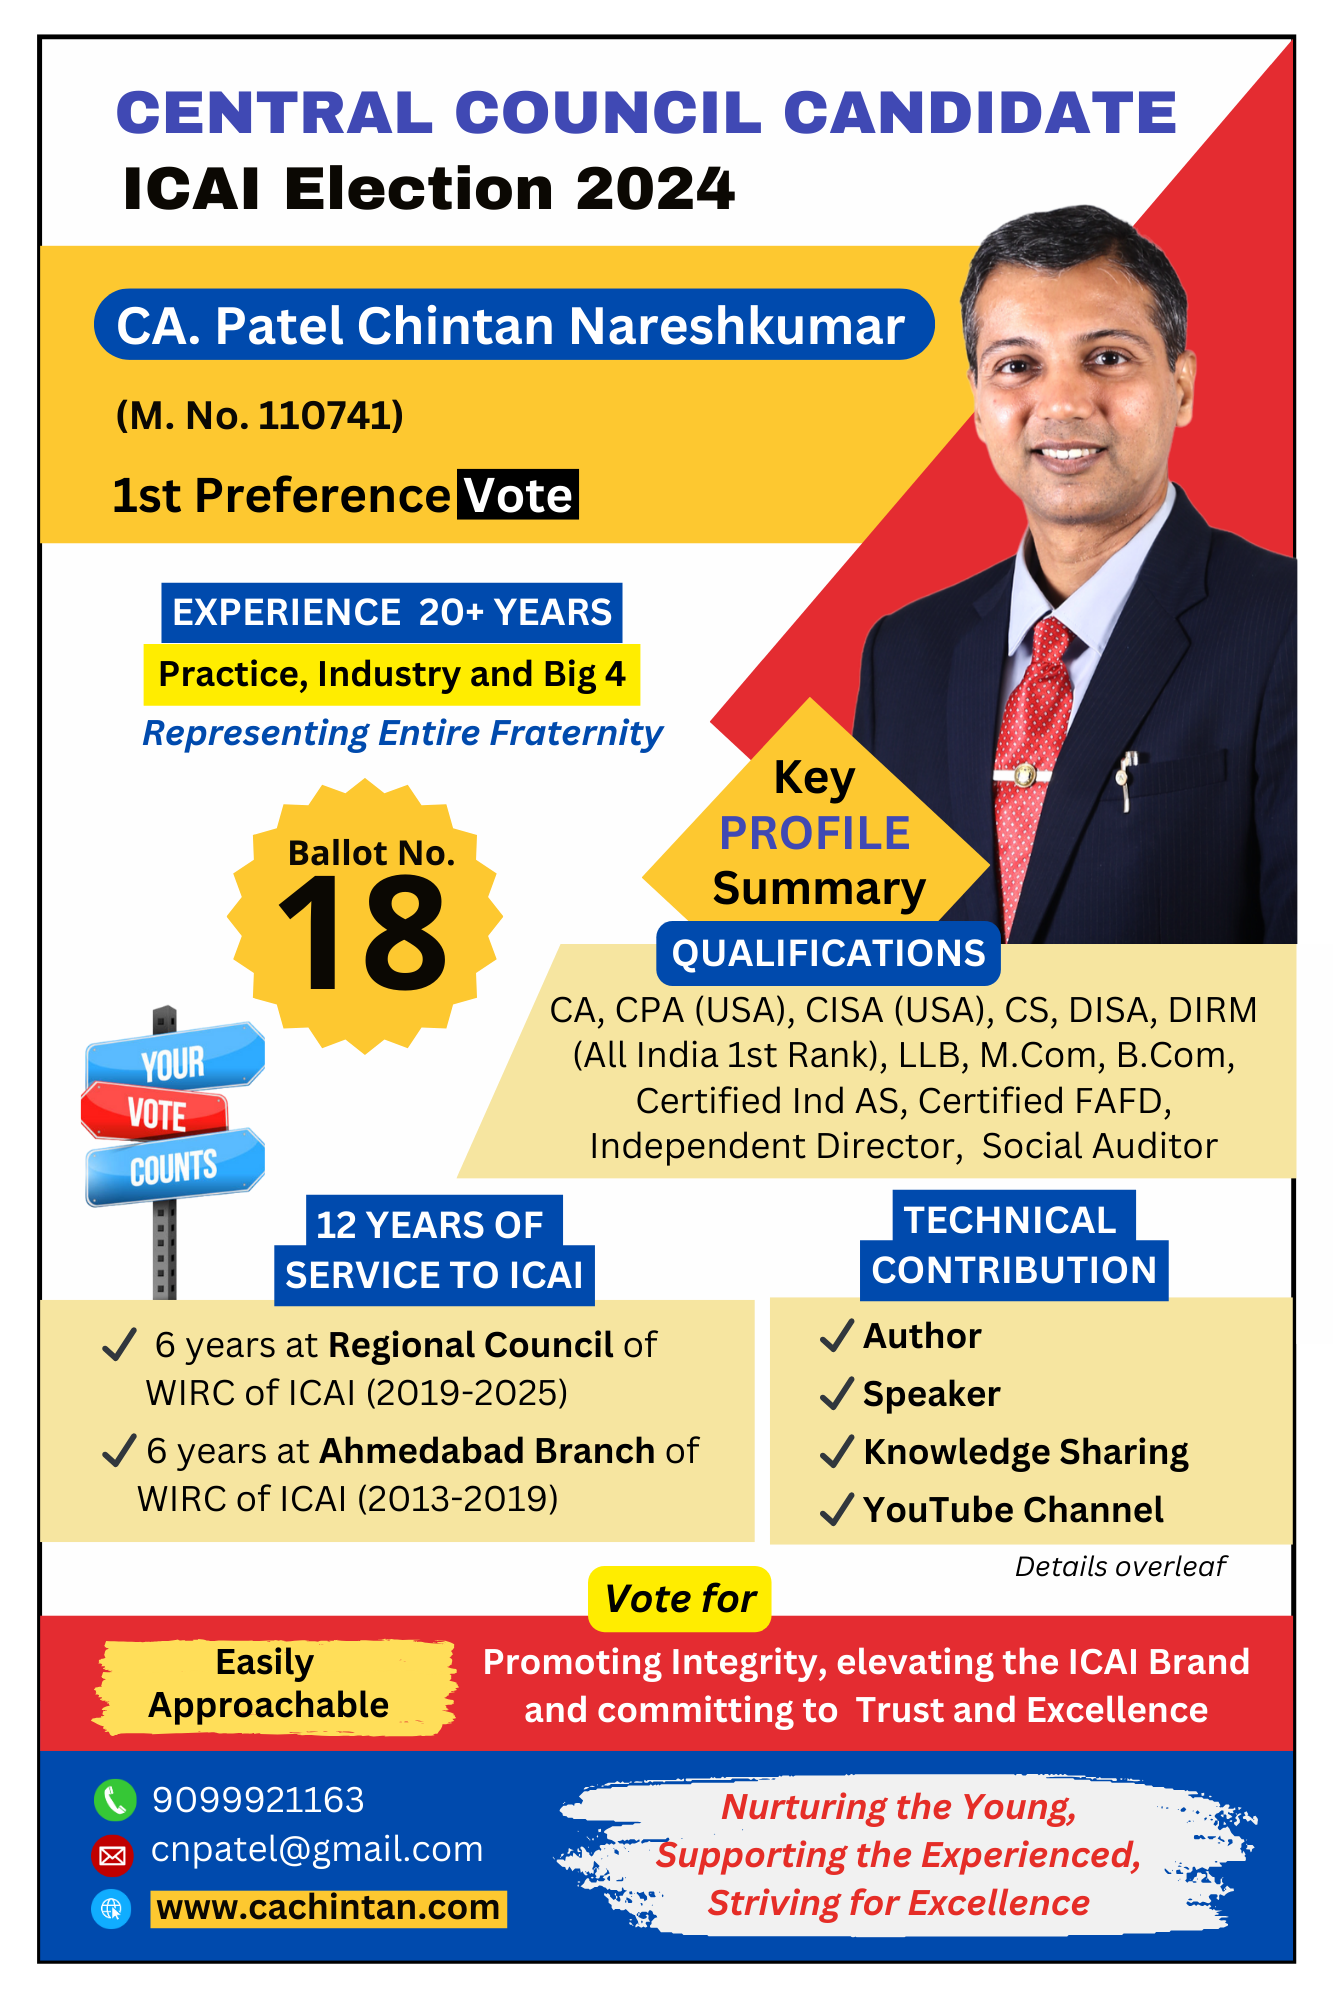 CENTRAL COUNCIL CANDIDATE
ICAI Election 2024
CA. Patel Chintan Nareshkumar
(M. No. 110741)
1st Preference Vote
EXPERIENCE 20+ YEARS
Practice, Industry and Big 4
Representing Entire Fraternity
Ballot No.
18
Key
PROFILE
Summary
QUALIFICATIONS
CA, CPA (USA), CISA (USA), CS, DISA, DIRM
(All India 1st Rank), LLB, M.Com, B.Com,
Certified Ind AS, Certified FAFD,
Independent Director, Social Auditor
YOUR
VOTE
COUNTS
12 YEARS OF
SERVICE TO ICAI
6 years at Regional Council of
WIRC of ICAI (2019-2025)
6 years at Ahmedabad Branch of
WIRC of ICAI (2013-2019)
TECHNICAL
CONTRIBUTION
Author
Speaker
Knowledge Sharing
YouTube Channel
Details overleaf
Vote for
Easily
Approachable
Promoting Integrity, elevating the ICAI Brand
and committing to Trust and Excellence
9099921163
cnpatel@gmail.com
www.cachintan.com
Nurturing the Young,
Supporting the Experienced,
Striving for Excellence